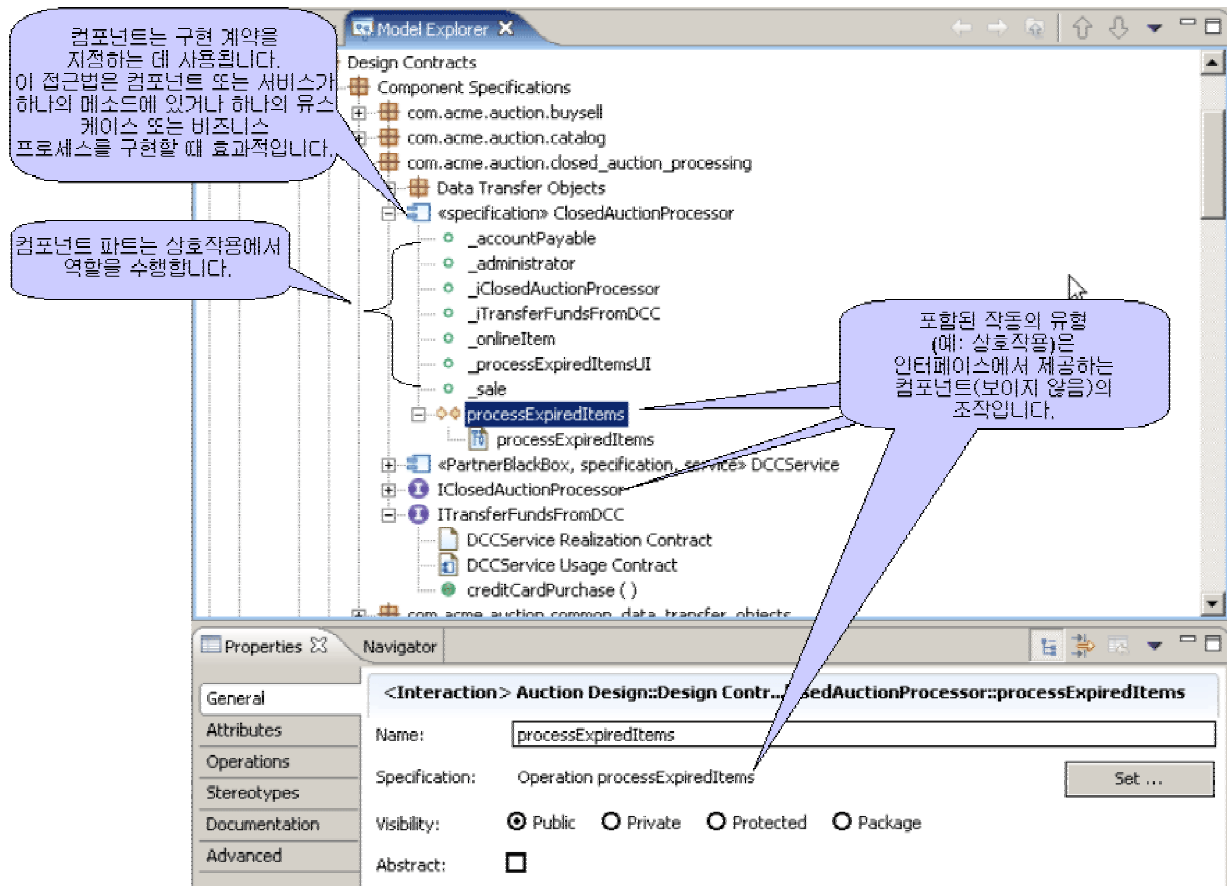 컴포넌트는 구현 계약을
지정하는 데 사용됩니다.
이 접근법은 컴포넌트 또는 서비스가
하나의 메소드에 있거나 하나의 유스
케이스 또는 비즈니스
프로세스를 구현할 때 효과적입니다.
컴포넌트 파트는 상호작용에서
역할을 수행합니다.
Model Explorer
Design Contracts
Component Specifications
com.acme.auction.buysell
com.acme.auction.catalog
com.acme.auction.closed_auction_processing
Data Transfer Objects
«specification» ClosedAuctionProcessor
_accountPayable
_administrator
_iClosedAuctionProcessor
_iTransferFundsFromDCC
_onlineItem
_processExpiredItemsUI
_sale
processExpiredItems
processExpiredItems
«PartnerBlackBox, specification, service» DCCService
IClosedAuctionProcessor
ITransferFundsFromDCC
DCCService Realization Contract
DCCService Usage Contract
creditCardPurchase ( )
com.acme.auction.common_data_transfer_objects
포함된 작동의 유형
(예: 상호작용)은
인터페이스에서 제공하는
컴포넌트(보이지 않음)의
조작입니다.
Properties
Navigator
General
Attributes
Operations
Stereotypes
Documentation
Advanced
<Interaction> Auction Design::Design Contr...sedAuctionProcessor::processExpiredItems
Name: processExpiredItems
Specification: Operation processExpiredItems Set ...
Visibility: Public Private Protected Package
Abstract: